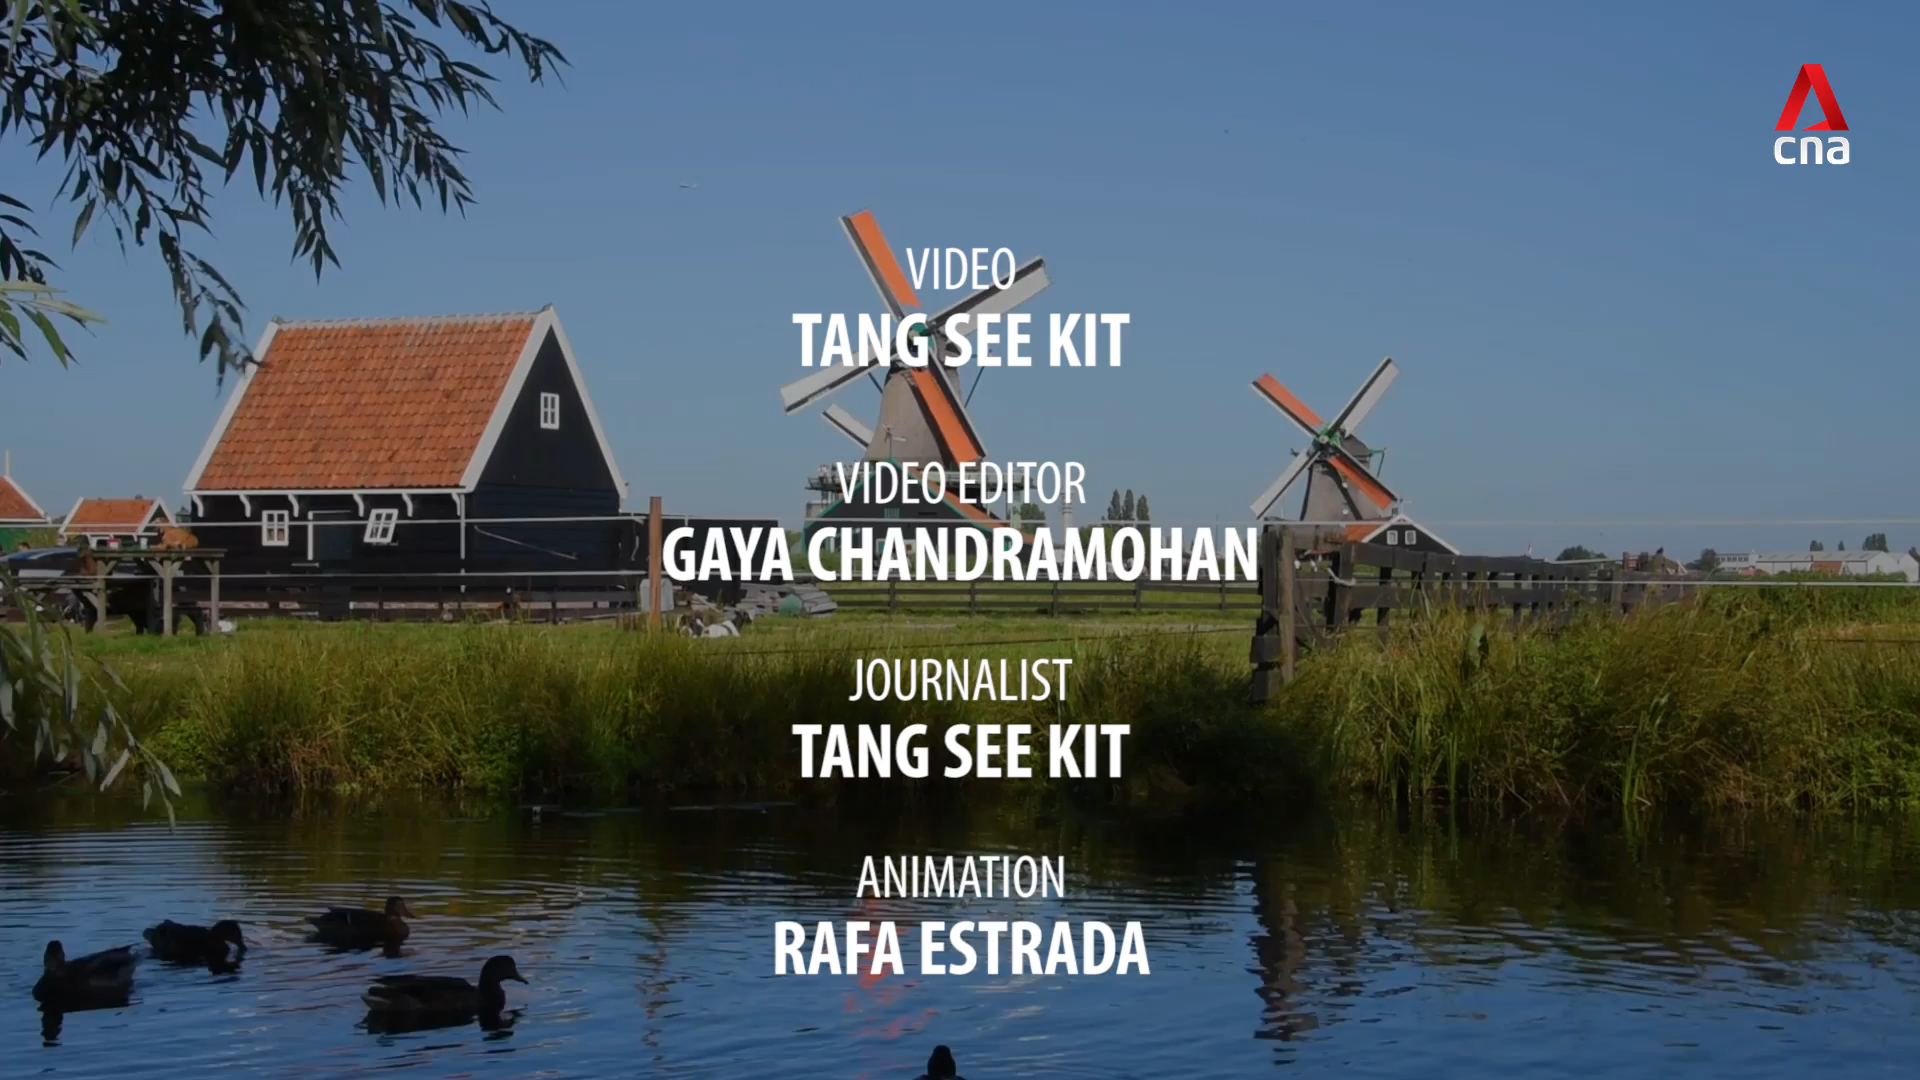 cna
VIDEO
TANG SEE KIT
VIDEO EDITOR
GAYA CHANDRAMOHAN
JOURNALIST
TANG SEE KIT
ANIMATION
RAFA ESTRADA